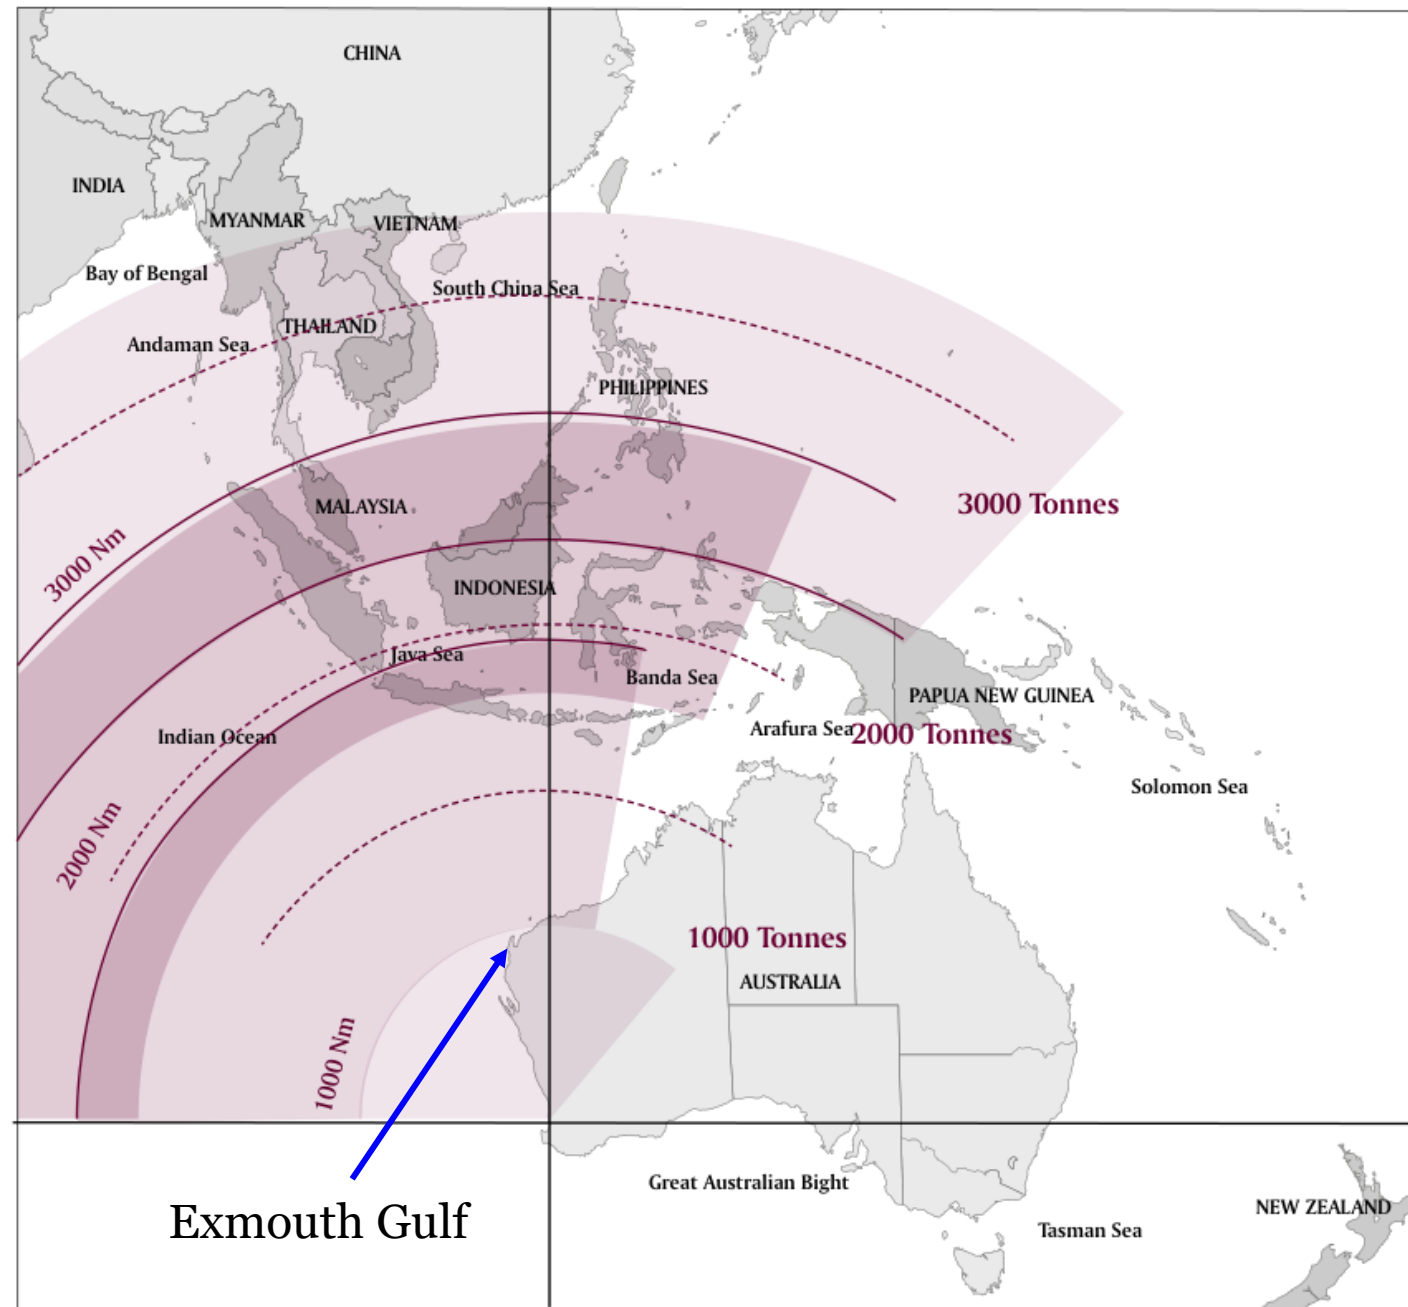 CHINA
INDIA
MYANMAR
VIETNAM
Bay of Bengal
South China Sea
THAILAND
Andaman Sea
PHILIPPINES
3000 Tonnes
MALAYSIA
3000 Nm
INDONESIA
Java Sea
Banda Sea
PAPUA NEW GUINEA
Arafura Sea
2000 Tonnes
Indian Ocean
Solomon Sea
2000 Nm
1000 Tonnes
AUSTRALIA
1000 Nm
Great Australian Bight
NEW ZEALAND
Exmouth Gulf
Tasman Sea